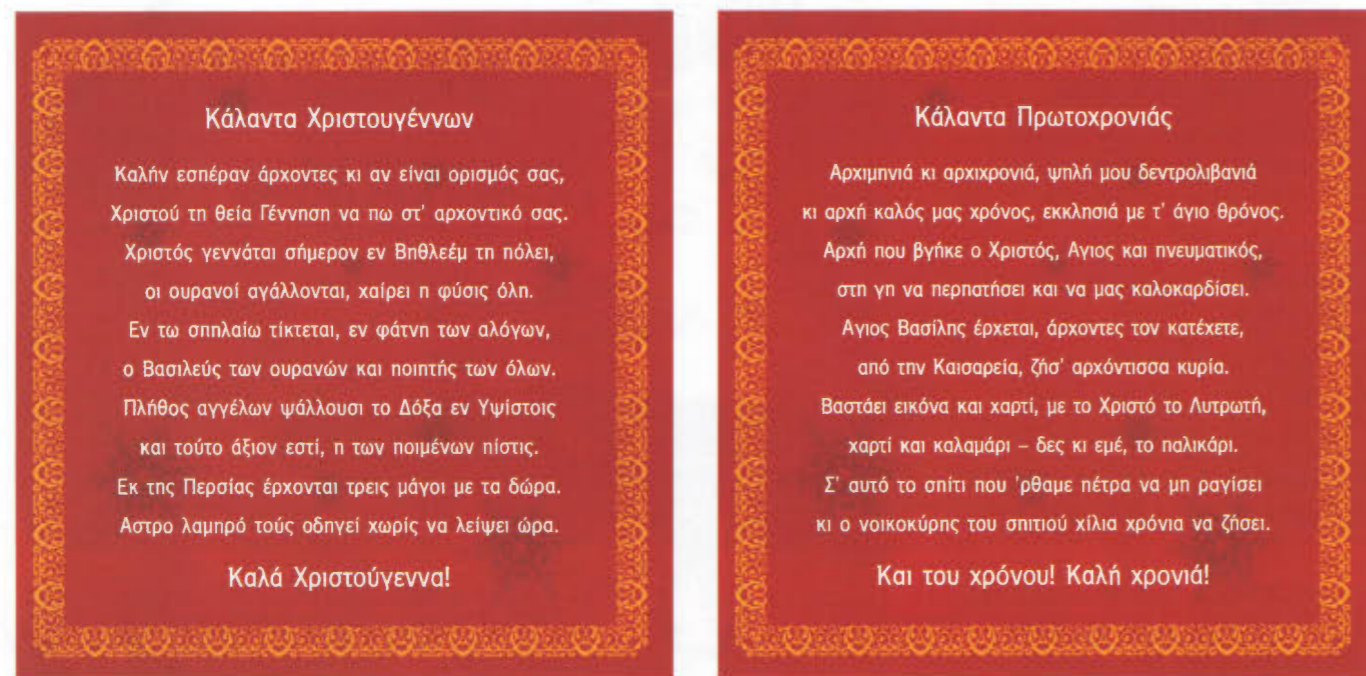 Κάλαντα Χριστουγέννων
Καλήν εσπέραν άρχοντες κι αν είναι ορισμός σας,
Χριστού τη θεία Γέννηση να πω στ' αρχοντικό σας.
Χριστός γεννάται σήμερον εν Βηθλεέμ τη πόλει,
οι ουρανοί αγάλλονται, χαίρει η φύσις όλη.
Εν τω σπηλαίω τίκτεται, εν φάτνη των αλόγων,
ο Βασιλεύς των ουρανών και ποιητής των όλων.
Πλήθος αγγέλων ψάλλουσι το Δόξα εν Υψίστοις
και τούτο άξιον εστί, η των ποιμένων πίστις.
Εκ της Περσίας έρχονται τρεις μάγοι με τα δώρα.
Αστρο λαμπρό τούς οδηγεί χωρίς να λείψει ώρα.
Καλά Χριστούγεννα!
Κάλαντα Πρωτοχρονιάς
Αρχιμηνιά κι αρχιχρονιά, ψηλή μου δεντρολιβανιά
κι αρχή καλός μας χρόνος, εκκλησιά με τ' άγιο θρόνος.
Αρχή που βγήκε ο Χριστός, Αγιος και πνευματικός,
στη γη να περπατήσει και να μας καλοκαρδίσει.
Αγιος Βασίλης έρχεται, άρχοντες τον κατέχετε,
από την Καισαρεία, ζήσ' αρχόντισσα κυρία.
Βαστάει εικόνα και χαρτί, με το Χριστό το Λυτρωτή,
χαρτί και καλαμάρι – δες κι εμέ, το παλικάρι.
Σ' αυτό το σπίτι που 'ρθαμε πέτρα να μη ραγίσει
κι ο νοικοκύρης του σπιτιού χίλια χρόνια να ζήσει.
Και του χρόνου! Καλή χρονιά!